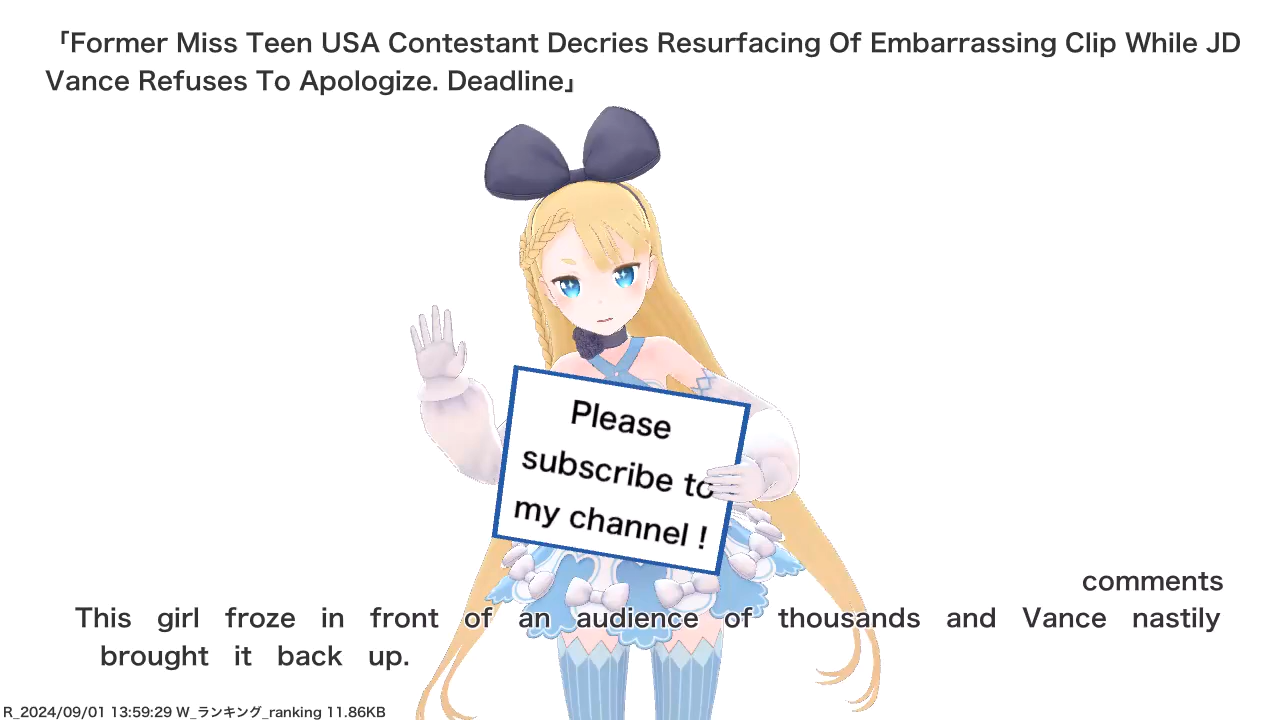 「Former Miss Teen USA Contestant Decries Resurfacing Of Embarrassing Clip While JD
Vance Refuses To Apologize. Deadline」
Please
subscribe to
my channel !
comments
This girl froze in front of an audience of thousands and Vance nastily
brought it back up.
R_2024/09/01 13:59:29 W_ランキング_ranking 11.86KB